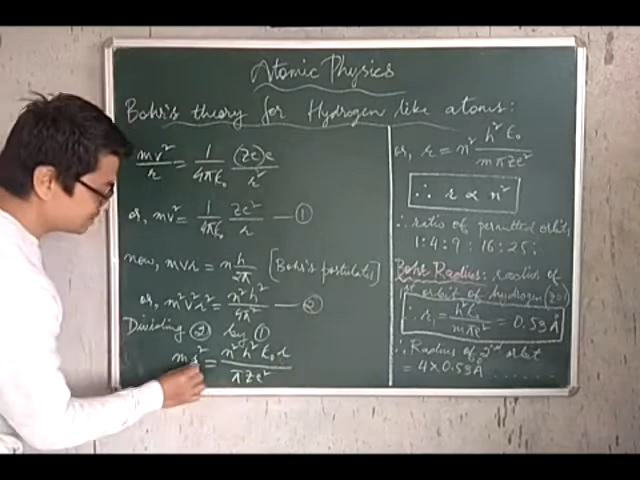 Atomic Physics
Bohr's theory for Hydrogen like atoms:
mv²/r = 1/4πε₀ (Ze)e/r²
or, mv² = 1/4πε₀ Ze²/r — ①
now, mvr = n h/2π [Bohr's postulate]
or, m²v²r² = n²h²/4π² — ②
Dividing ② by ①
m r² = n²h²ε₀r/πZe²
or, r = n² h²ε₀/mπZe²
∴ r ∝ n²
∴ ratio of permitted orbits
1:4:9:16:25:
Bohr Radius: radius of
1st orbit of hydrogen (Z=1)
∴ r₁ = h²ε₀/mπe² = 0.53 Å
∴ Radius of 2nd orbit
= 4 x 0.53Å .......